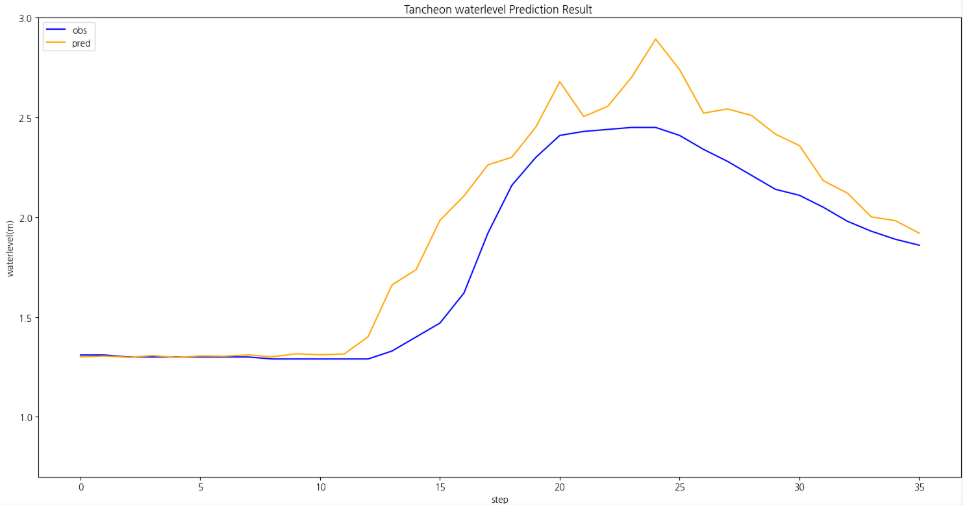 Tancheon waterlevel Prediction Result
obs
pred
waterlevel(m)
3.0
2.5
2.0
1.5
1.0
0 5 10 15 20 25 30 35
step